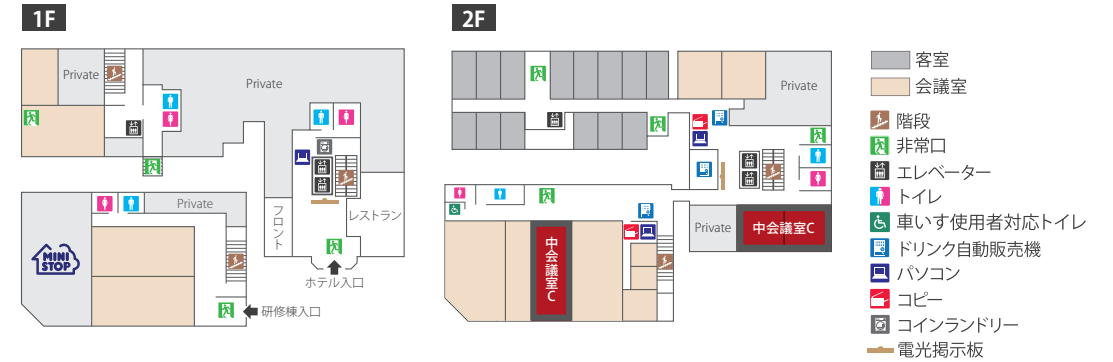 1F
Private
Private
Private
MINI
STOP
フロント
レストラン
ホテル入口
研修棟入口
2F
Private
Private
中会議室C
中会議室C
客室
会議室
階段
非常口
エレベーター
トイレ
車いす使用者対応トイレ
ドリンク自動販売機
パソコン
コピー
コインランドリー
電光掲示板